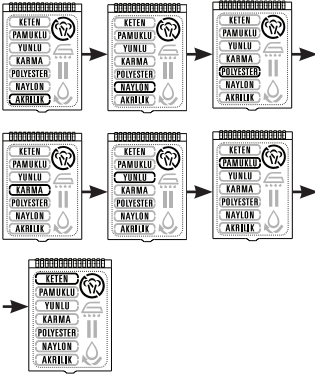 KETEN
PAMUKLU
YUNLU
KARMA
POLYESTER
NAYLON
AKRILIK
KETEN
PAMUKLU
YUNLU
KARMA
POLYESTER
NAYLON
AKRILIK
KETEN
PAMUKLU
YUNLU
KARMA
POLYESTER
NAYLON
AKRILIK
KETEN
PAMUKLU
YUNLU
KARMA
POLYESTER
NAYLON
AKRILIK
KETEN
PAMUKLU
YUNLU
KARMA
POLYESTER
NAYLON
AKRILIK
KETEN
PAMUKLU
YUNLU
KARMA
POLYESTER
NAYLON
AKRILIK
KETEN
PAMUKLU
YUNLU
KARMA
POLYESTER
NAYLON
AKRILIK